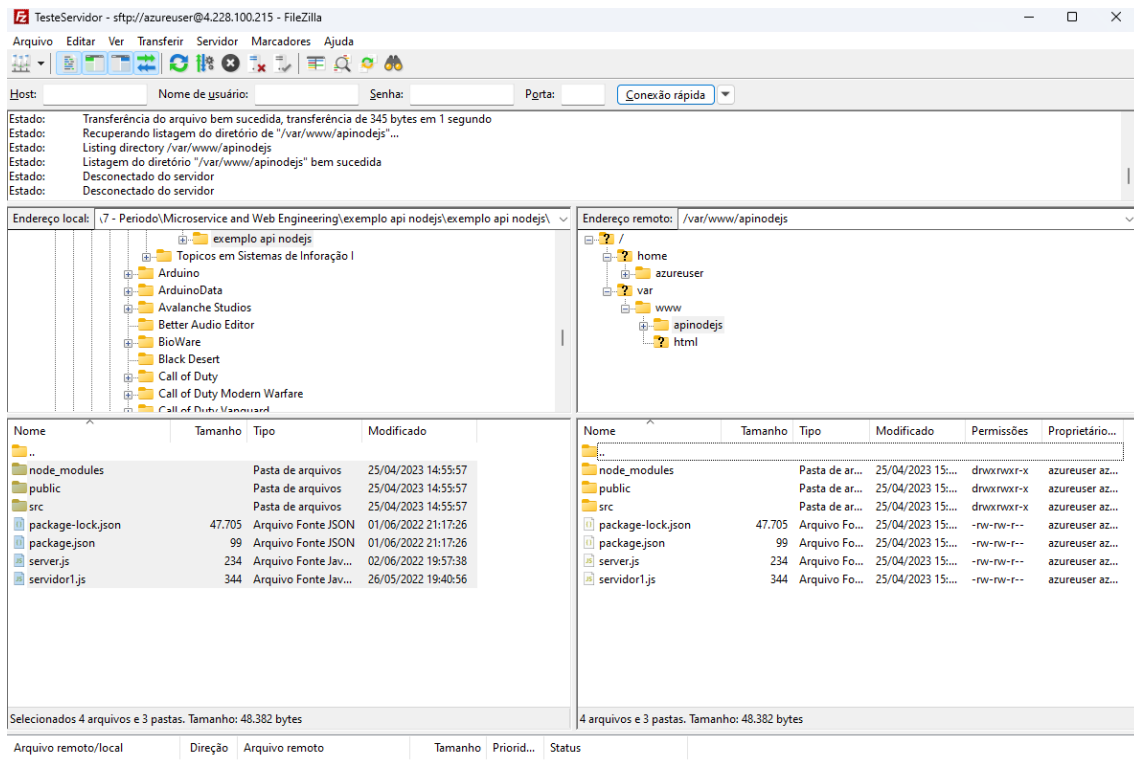 TesteServidor - sftp://azureuser@4.228.100.215 - FileZilla
Arquivo Editar Ver Transferir Servidor Marcadores Ajuda
Host: Nome de usuário: Senha: Porta: Conexão rápida
Estado: Transferência do arquivo bem sucedida, transferência de 345 bytes em 1 segundo
Estado: Recuperando listagem do diretório de "/var/www/apinodejs"...
Estado: Listing directory /var/www/apinodejs
Estado: Listagem do diretório "/var/www/apinodejs" bem sucedida
Estado: Desconectado do servidor
Estado: Desconectado do servidor
Endereço local: \7 - Periodo\Microservice and Web Engineering\exemplo api nodejs\exemplo api nodejs\
exemplo api nodejs
Topicos em Sistemas de Inforação I
Arduino
ArduinoData
Avalanche Studios
Better Audio Editor
BioWare
Black Desert
Call of Duty
Call of Duty Modern Warfare
Call of Duty Vanguard
Endereço remoto: /var/www/apinodejs
/
home
azureuser
var
www
apinodejs
html
Nome Tamanho Tipo Modificado
..
node_modules Pasta de arquivos 25/04/2023 14:55:57
public Pasta de arquivos 25/04/2023 14:55:57
src Pasta de arquivos 25/04/2023 14:55:57
package-lock.json 47.705 Arquivo Fonte JSON 01/06/2022 21:17:26
package.json 99 Arquivo Fonte JSON 01/06/2022 21:17:26
server.js 234 Arquivo Fonte Jav... 02/06/2022 19:57:38
servidor1.js 344 Arquivo Fonte Jav... 26/05/2022 19:40:56
Selecionados 4 arquivos e 3 pastas. Tamanho: 48.382 bytes
Nome Tamanho Tipo Modificado Permissões Proprietário...
..
node_modules Pasta de ar... 25/04/2023 15:... drwxrwxr-x azureuser az...
public Pasta de ar... 25/04/2023 15:... drwxrwxr-x azureuser az...
src Pasta de ar... 25/04/2023 15:... drwxrwxr-x azureuser az...
package-lock.json 47.705 Arquivo Fo... 25/04/2023 15:... -rw-rw-r-- azureuser az...
package.json 99 Arquivo Fo... 25/04/2023 15:... -rw-rw-r-- azureuser az...
server.js 234 Arquivo Fo... 25/04/2023 15:... -rw-rw-r-- azureuser az...
servidor1.js 344 Arquivo Fo... 25/04/2023 15:... -rw-rw-r-- azureuser az...
4 arquivos e 3 pastas. Tamanho: 48.382 bytes
Arquivo remoto/local Direção Arquivo remoto Tamanho Priorid... Status